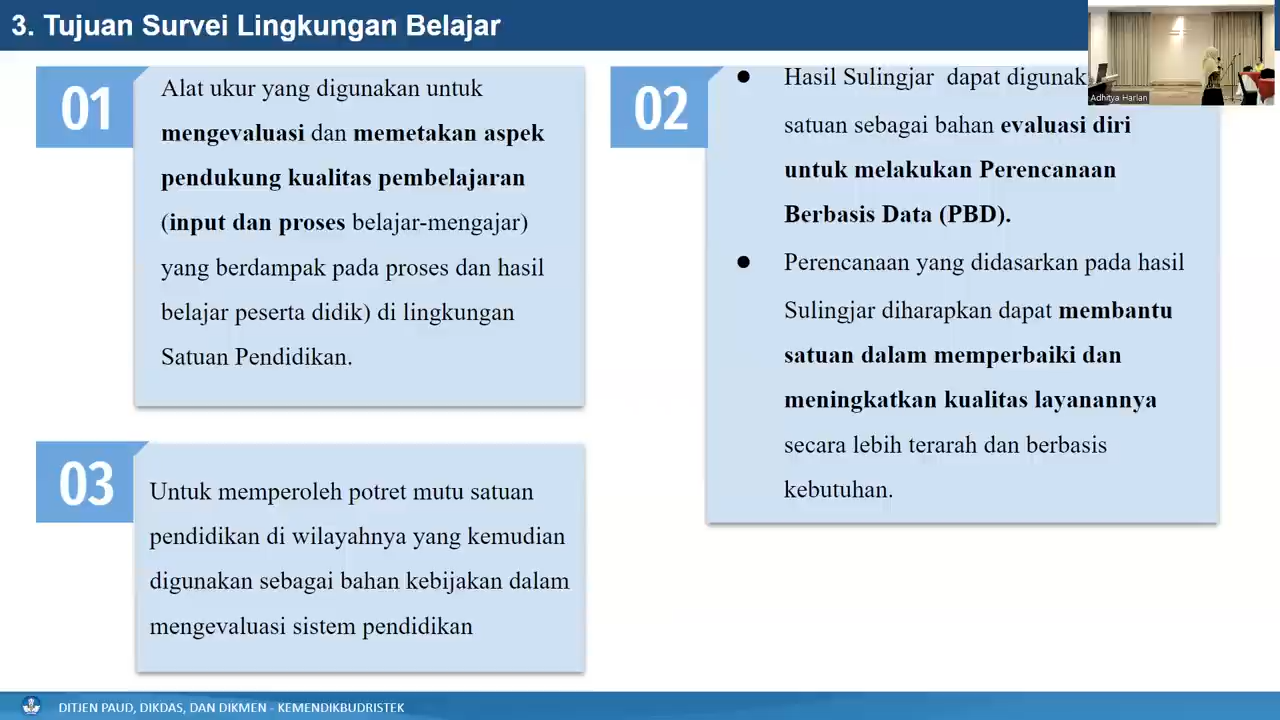 3. Tujuan Survei Lingkungan Belajar
Adhitya Harlan
01
Alat ukur yang digunakan untuk
mengevaluasi dan memetakan aspek
pendukung kualitas pembelajaran
(input dan proses belajar-mengajar)
yang berdampak pada proses dan hasil
belajar peserta didik) di lingkungan
Satuan Pendidikan.
02
● Hasil Sulingjar dapat digunak
satuan sebagai bahan evaluasi diri
untuk melakukan Perencanaan
Berbasis Data (PBD).
● Perencanaan yang didasarkan pada hasil
Sulingjar diharapkan dapat membantu
satuan dalam memperbaiki dan
meningkatkan kualitas layanannya
secara lebih terarah dan berbasis
kebutuhan.
03
Untuk memperoleh potret mutu satuan
pendidikan di wilayahnya yang kemudian
digunakan sebagai bahan kebijakan dalam
mengevaluasi sistem pendidikan
DITJEN PAUD, DIKDAS, DAN DIKMEN - KEMENDIKBUDRISTEK